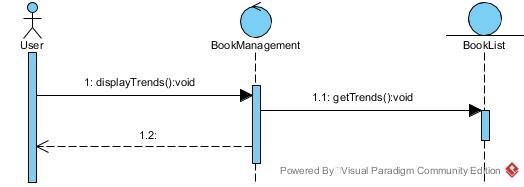 User
BookManagement
BookList
1: displayTrends():void
1.1: getTrends():void
1.2:
Powered By Visual Paradigm Community Edition